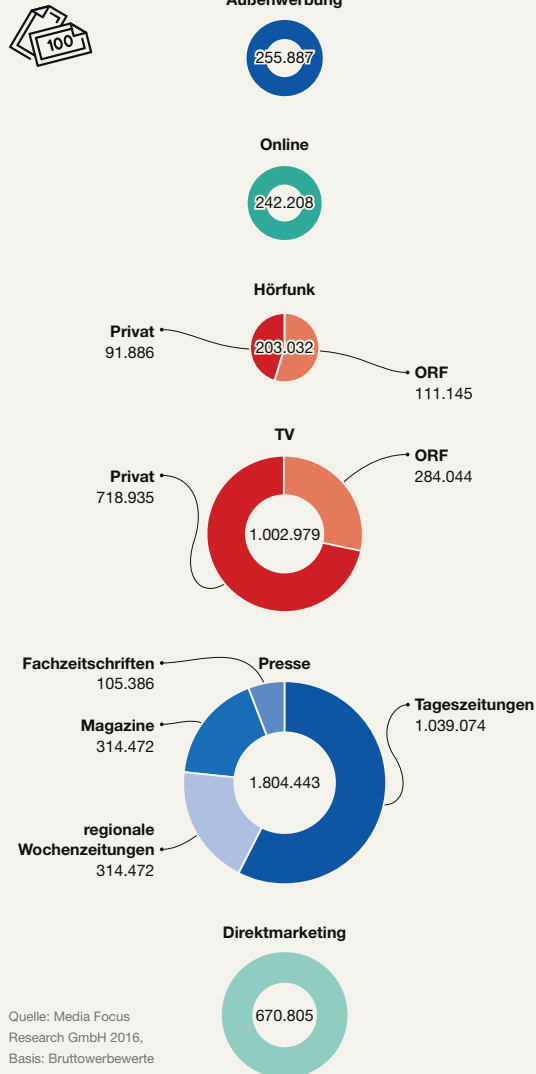 Außenwerbung
100
255.887
Online
242.208
Hörfunk
Privat
91.886
203.032
ORF
111.145
TV
Privat
718.935
ORF
284.044
1.002.979
Fachzeitschriften
105.386
Presse
Magazine
314.472
Tageszeitungen
1.039.074
1.804.443
regionale
Wochenzeitungen
314.472
Direktmarketing
670.805
Quelle: Media Focus
Research GmbH 2016,
Basis: Bruttowerbewerte